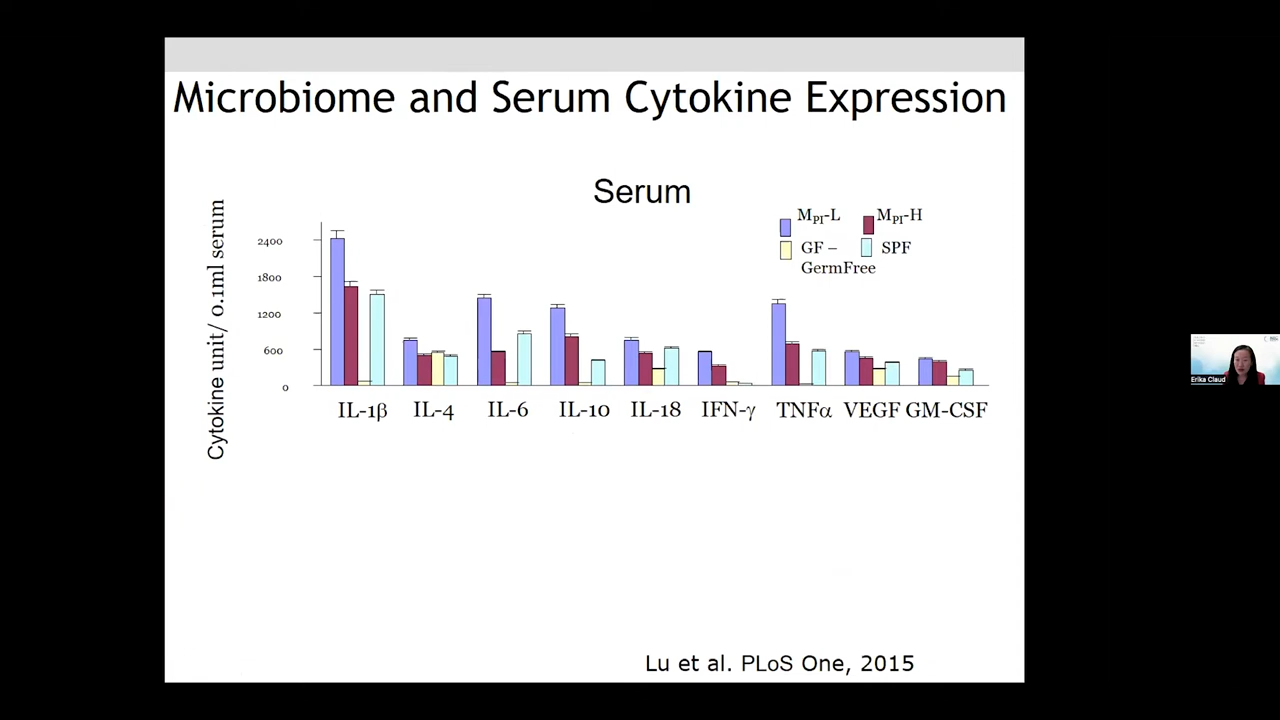 Microbiome and Serum Cytokine Expression
Serum
Cytokine unit/ 0.1ml serum
2400
1800
1200
600
0
MPI-L
MPI-H
GF – GermFree
SPF
IL-1β IL-4 IL-6 IL-10 IL-18 IFN-γ TNFα VEGF GM-CSF
Lu et al. PLoS One, 2015
Erika Claud